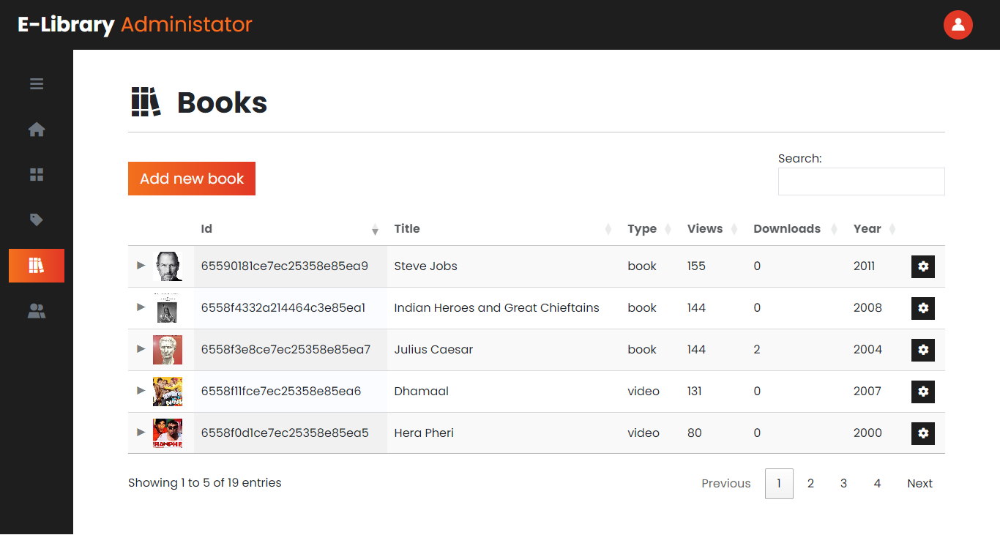 E-Library Administator
Books
Add new book
Search:
Id Title Type Views Downloads Year
65590181ce7ec25358e85ea9 Steve Jobs book 155 0 2011
6558f4332a214464c3e85ea1 Indian Heroes and Great Chieftains book 144 0 2008
6558f3e8ce7ec25358e85ea7 Julius Caesar book 144 2 2004
6558f11fce7ec25358e85ea6 Dhamaal video 131 0 2007
6558f0d1ce7ec25358e85ea5 Hera Pheri video 80 0 2000
Showing 1 to 5 of 19 entries
Previous 1 2 3 4 Next